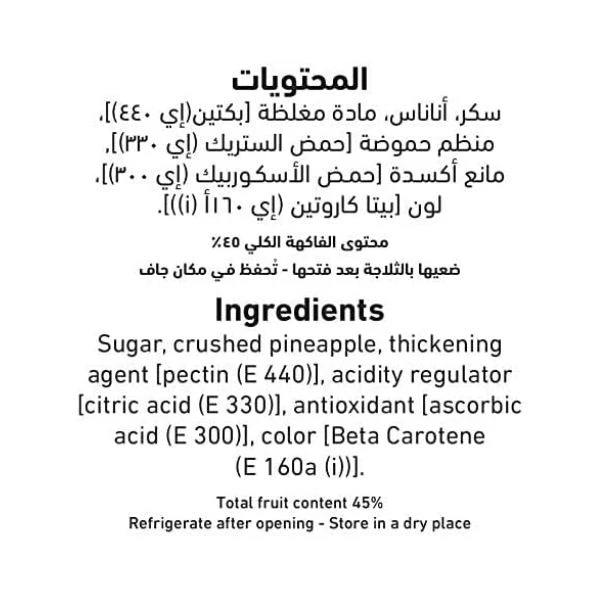 المحتويات
سكر، أناناس، مادة مغلظة [بكتين(إي ٤٤٠)]،
منظم حموضة [حمض الستريك (إي ٣٣٠)],
مانع أكسدة [حمض الأسكوربيك (إي ٣٠٠)]،
لون [بيتا كاروتين (إي ١٦٠أ (i))].
محتوى الفاكهة الكلي ٤٥٪
ضعيها بالثلاجة بعد فتحها - تُحفظ في مكان جاف
Ingredients
Sugar, crushed pineapple, thickening
agent [pectin (E 440)], acidity regulator
[citric acid (E 330)], antioxidant [ascorbic
acid (E 300)], color [Beta Carotene
(E 160a (i))].
Total fruit content 45%
Refrigerate after opening - Store in a dry place